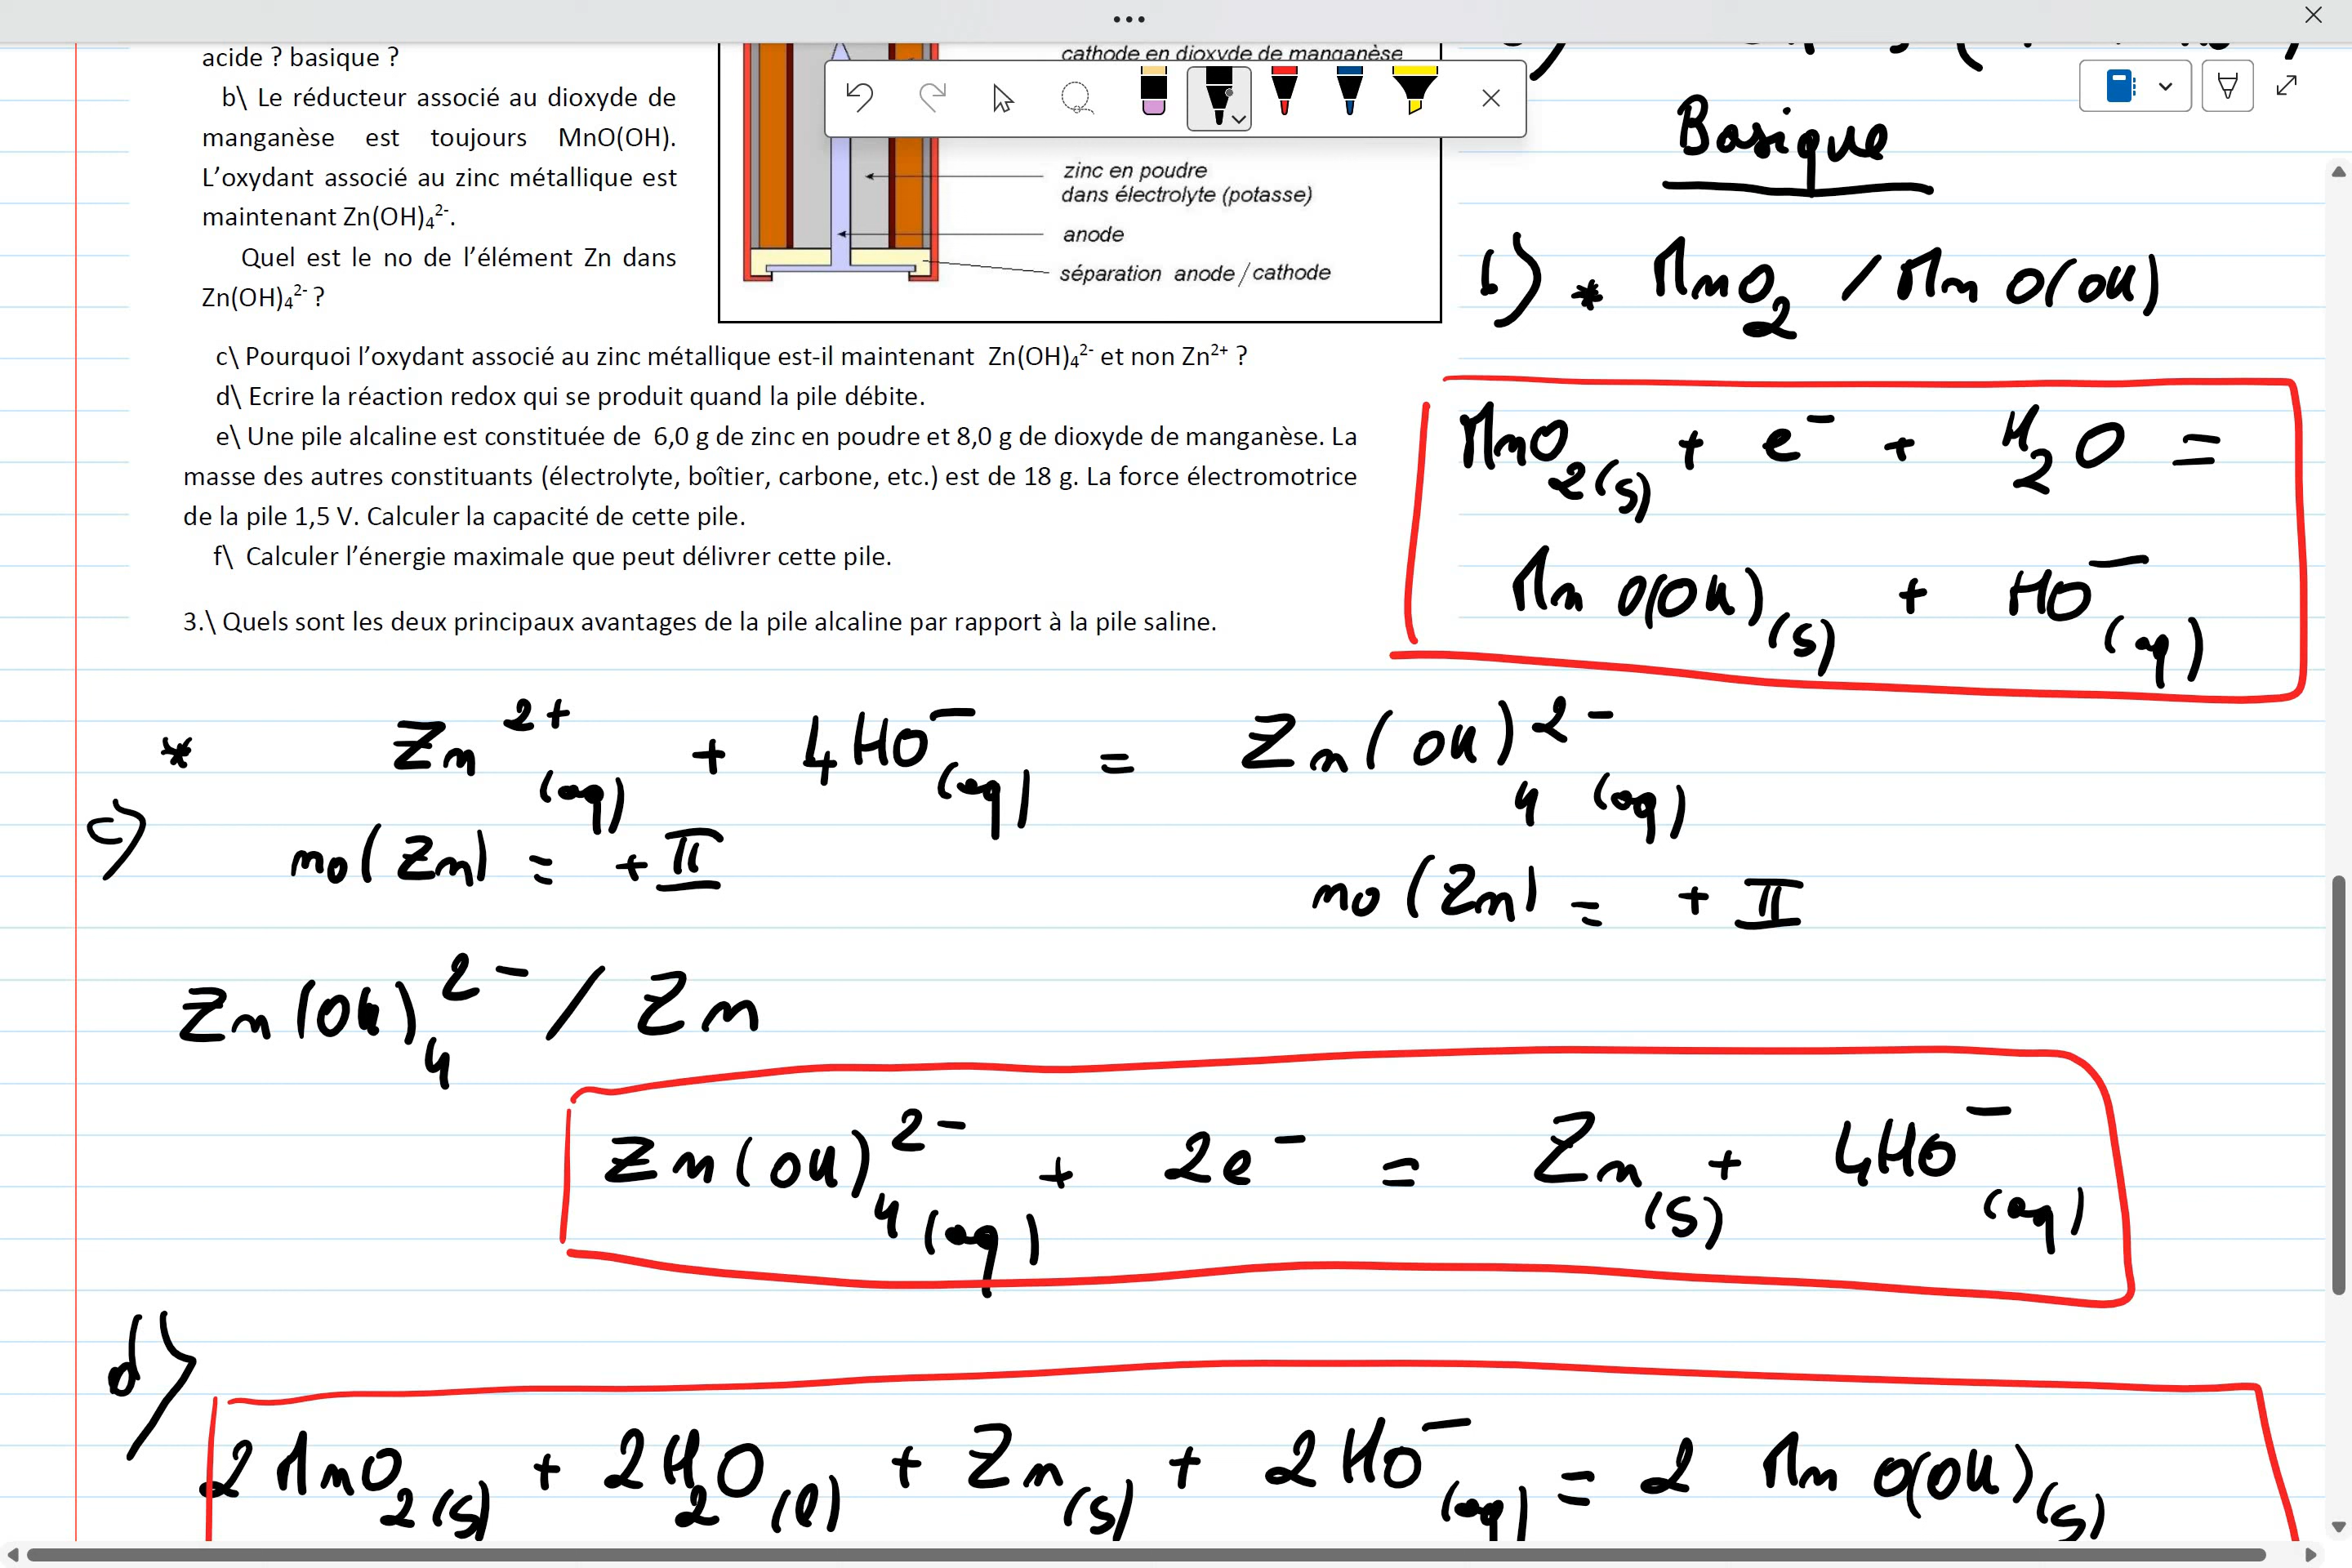 acide ? basique ?
b\ Le réducteur associé au dioxyde de
manganèse est toujours MnO(OH).
L'oxydant associé au zinc métallique est
maintenant Zn(OH)₄²⁻.
Quel est le no de l'élément Zn dans
Zn(OH)₄²⁻ ?
cathode en dioxyde de manganèse
zinc en poudre
dans électrolyte (potasse)
anode
séparation anode / cathode
Basique
b) * MnO₂ / MnO(OH)
c\ Pourquoi l'oxydant associé au zinc métallique est-il maintenant Zn(OH)₄²⁻ et non Zn²⁺ ?
d\ Ecrire la réaction redox qui se produit quand la pile débite.
e\ Une pile alcaline est constituée de 6,0 g de zinc en poudre et 8,0 g de dioxyde de manganèse. La
masse des autres constituants (électrolyte, boîtier, carbone, etc.) est de 18 g. La force électromotrice
de la pile 1,5 V. Calculer la capacité de cette pile.
f\ Calculer l'énergie maximale que peut délivrer cette pile.
3.\ Quels sont les deux principaux avantages de la pile alcaline par rapport à la pile saline.
MnO₂(s) + e⁻ + H₂O =
MnO(OH)(s) + HO⁻(aq)
* Zn²⁺(aq) + 4HO⁻(aq) = Zn(OH)₄²⁻(aq)
c) no(Zn) = +II no(Zn) = +II
Zn(OH)₄²⁻ / Zn
Zn(OH)₄²⁻(aq) + 2e⁻ = Zn(s) + 4HO⁻(aq)
d)
2MnO₂(s) + 2H₂O(l) + Zn(s) + 2HO⁻(aq) = 2 MnO(OH)(s)